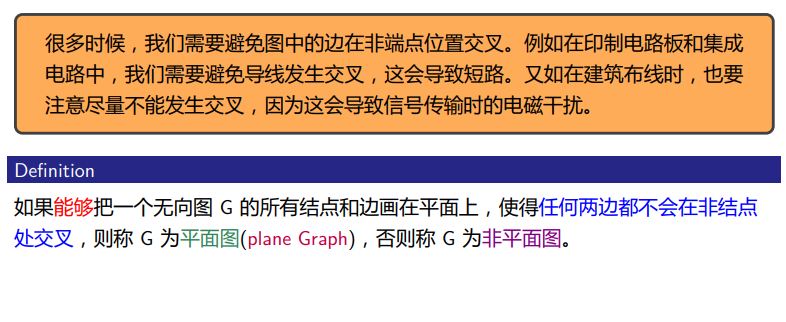 很多时候，我们需要避免图中的边在非端点位置交叉。例如在印制电路板和集成
电路中，我们需要避免导线发生交叉，这会导致短路。又如在建筑布线时，也要
注意尽量不能发生交叉，因为这会导致信号传输时的电磁干扰。
Definition
如果能够把一个无向图 G 的所有结点和边画在平面上，使得任何两边都不会在非结点
处交叉，则称 G 为平面图(plane Graph)，否则称 G 为非平面图。